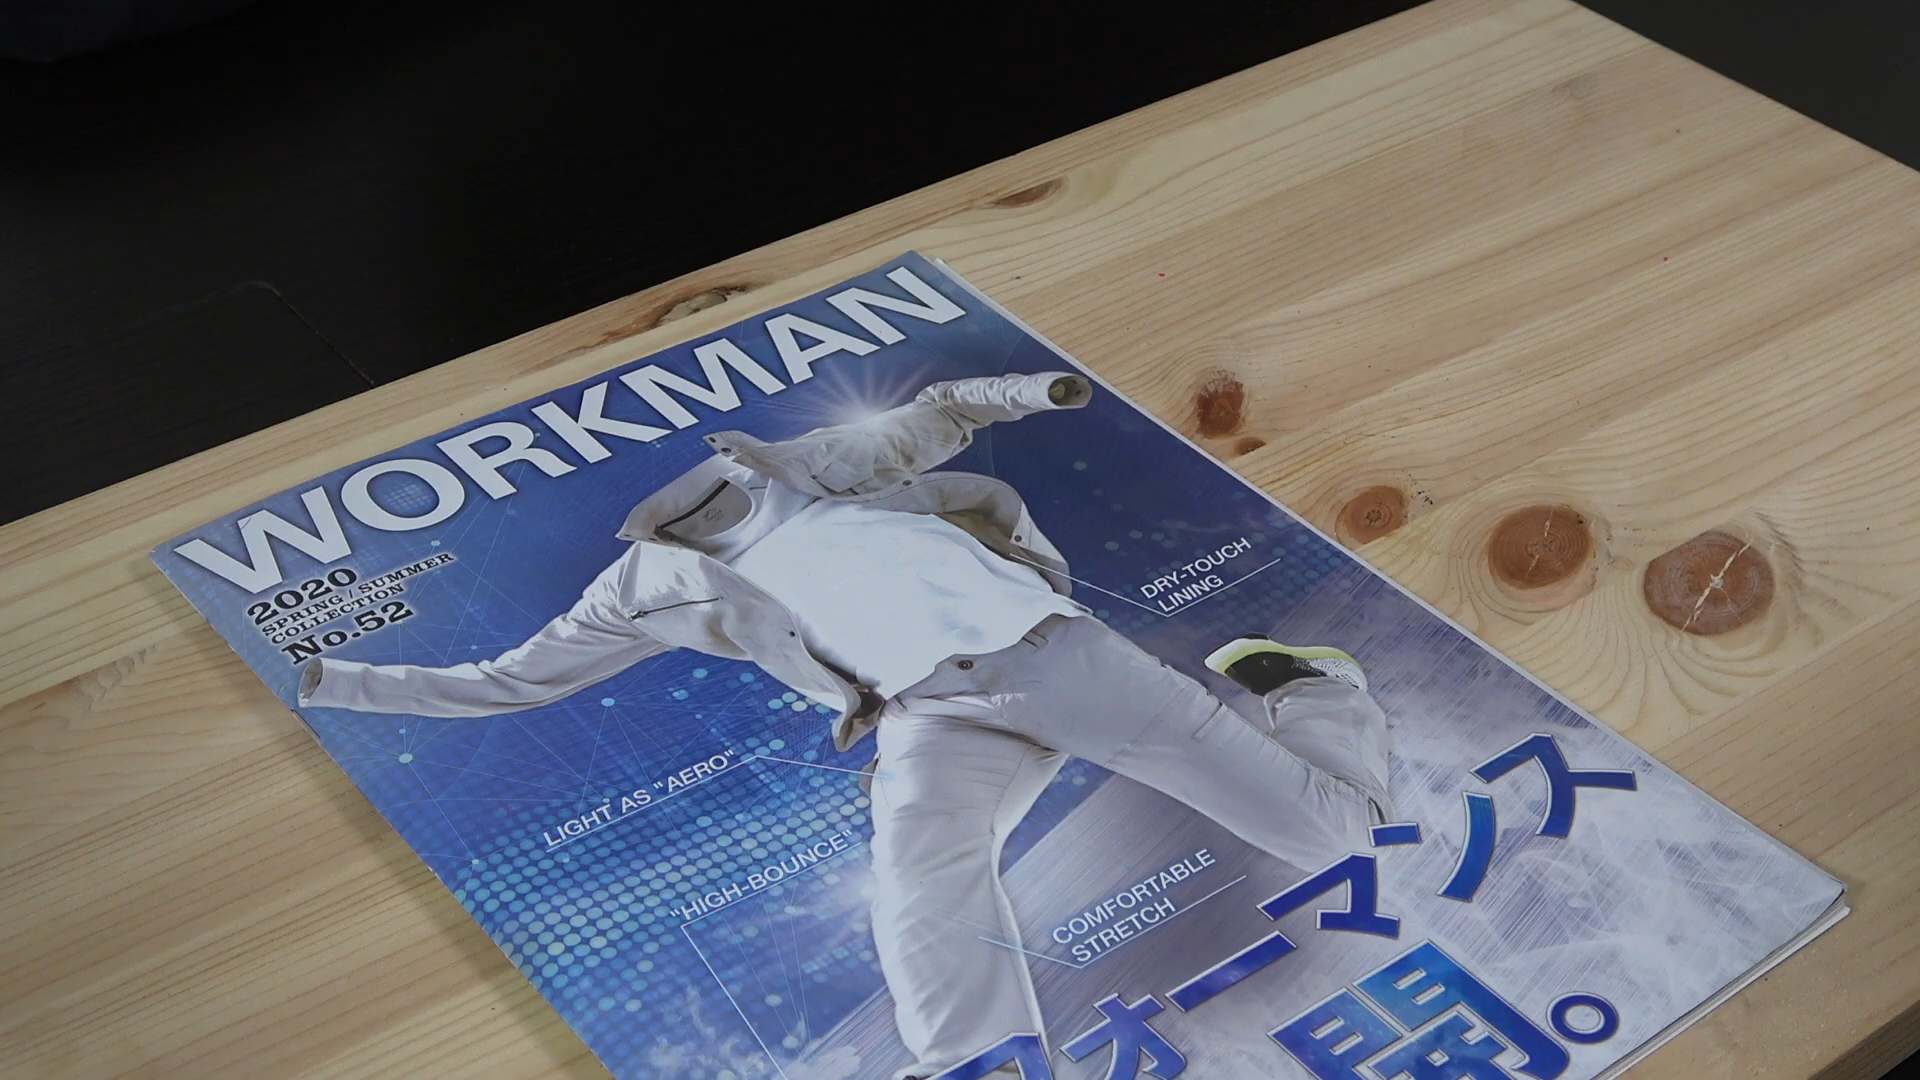 WORKMAN
2020
SPRING / SUMMER
COLLECTION
No.52
DRY-TOUCH
LINING
LIGHT AS "AERO"
"HIGH-BOUNCE"
COMFORTABLE
STRETCH
フォーマンス
開。